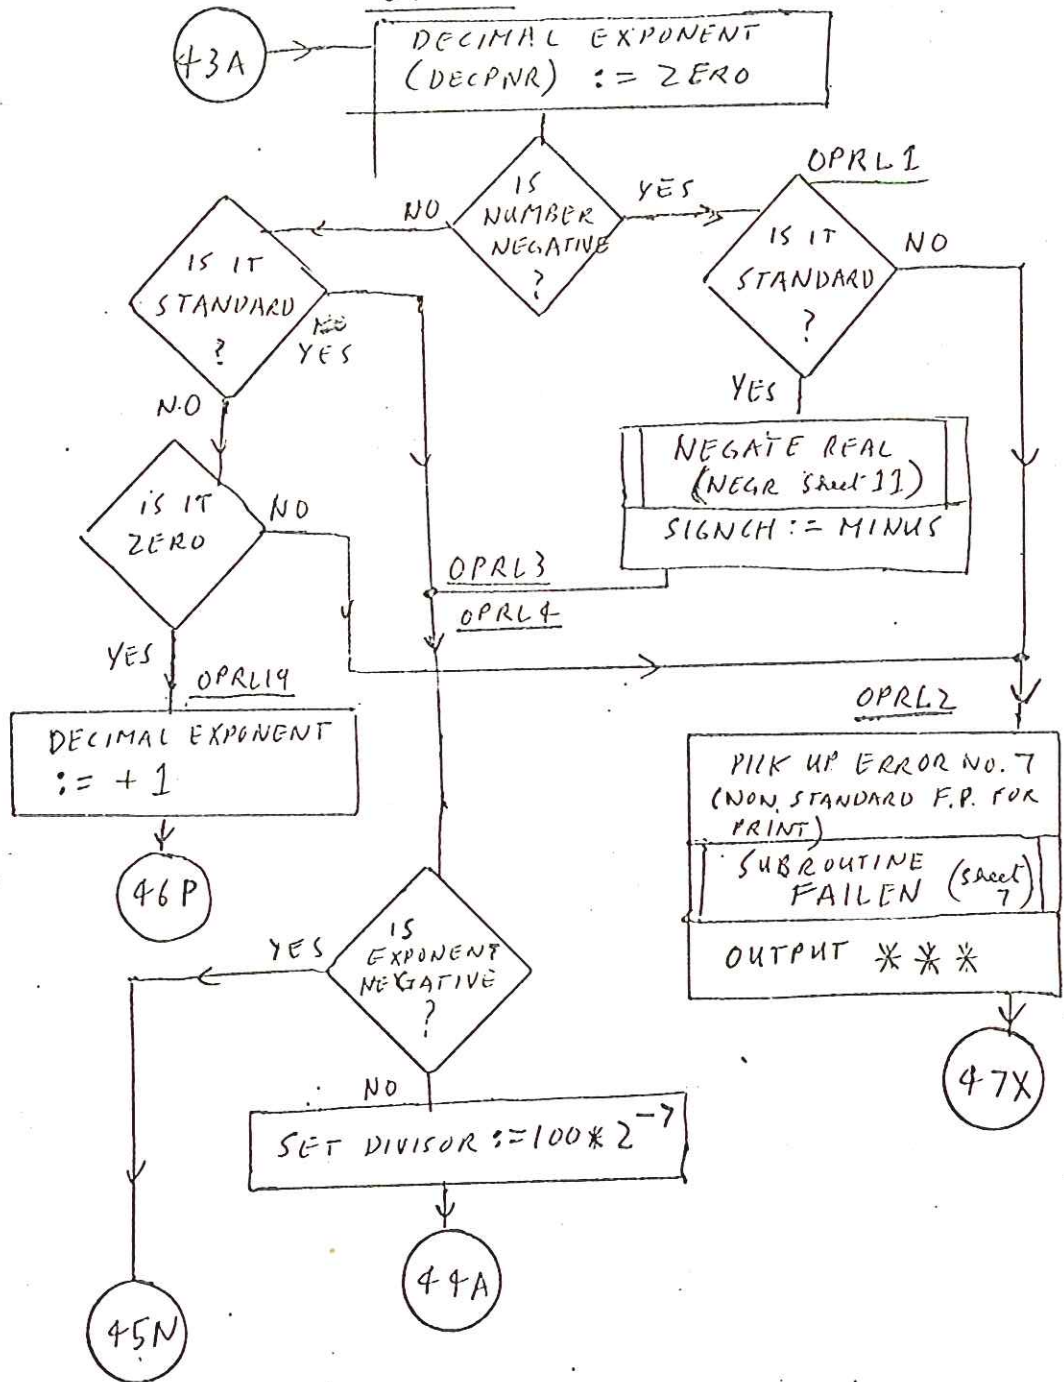 43A
DECIMAL EXPONENT
(DECPNR) := ZERO
IS
NUMBER
NEGATIVE
?
NO
YES
OPRL1
IS IT
STANDARD
?
NO
YES
IS IT
STANDARD
?
YES
NO
NEGATE REAL
(NEGR Sheet 11)
SIGNCH := MINUS
IS IT
ZERO
NO
YES
OPRL3
OPRL4
OPRL19
DECIMAL EXPONENT
:= + 1
46P
OPRL2
PICK UP ERROR NO. 7
(NON STANDARD F.P. FOR
PRINT)
SUBROUTINE
FAILEN (sheet
7)
OUTPUT ***
47X
IS
EXPONENT
NEGATIVE
?
YES
NO
SET DIVISOR := 100 * 2^-7
44A
45N